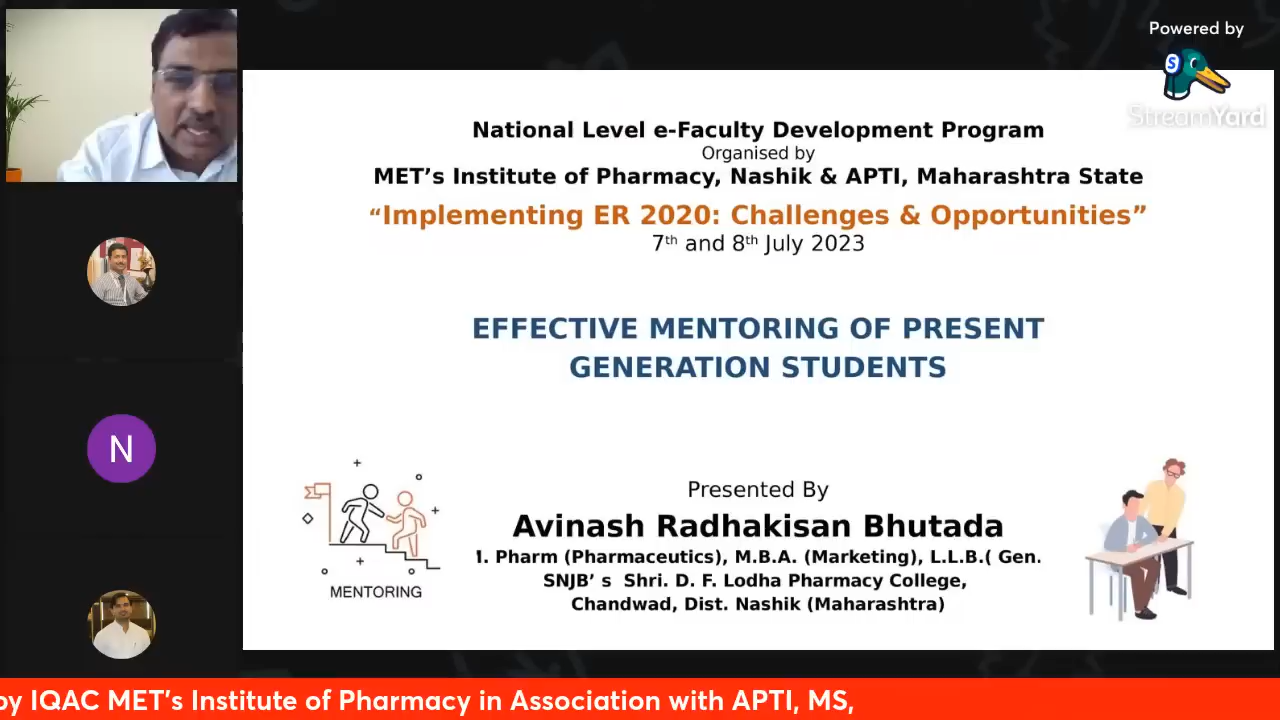 Powered by
StreamYard
National Level e-Faculty Development Program
Organised by
MET’s Institute of Pharmacy, Nashik & APTI, Maharashtra State
“Implementing ER 2020: Challenges & Opportunities”
7th and 8th July 2023
EFFECTIVE MENTORING OF PRESENT
GENERATION STUDENTS
N
MENTORING
Presented By
Avinash Radhakisan Bhutada
Pharm (Pharmaceutics), M.B.A. (Marketing), L.L.B.( Gen.
SNJB’ s Shri. D. F. Lodha Pharmacy College,
Chandwad, Dist. Nashik (Maharashtra)
by IQAC MET’s Institute of Pharmacy in Association with APTI, MS,